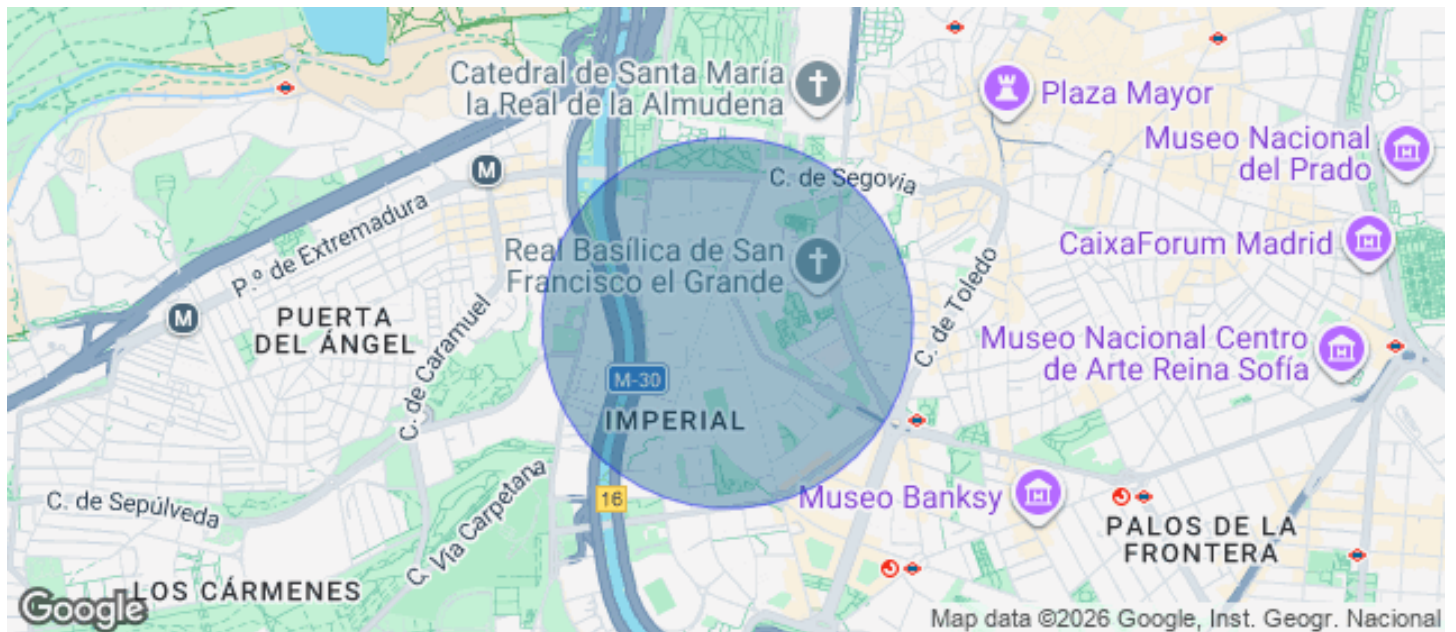 Catedral de Santa María
la Real de la Almudena
Plaza Mayor
Museo Nacional
del Prado
M
C. de Segovia
P.º de Extremadura
Real Basílica de San
Francisco el Grande
CaixaForum Madrid
M
PUERTA
DEL ÁNGEL
C. de Caramuel
C. de Toledo
Museo Nacional Centro
de Arte Reina Sofía
M-30
IMPERIAL
C. de Sepúlveda
C. Vía Carpetana
16
Museo Banksy
PALOS DE LA
FRONTERA
LOS CÁRMENES
Google
Map data ©2026 Google, Inst. Geogr. Nacional